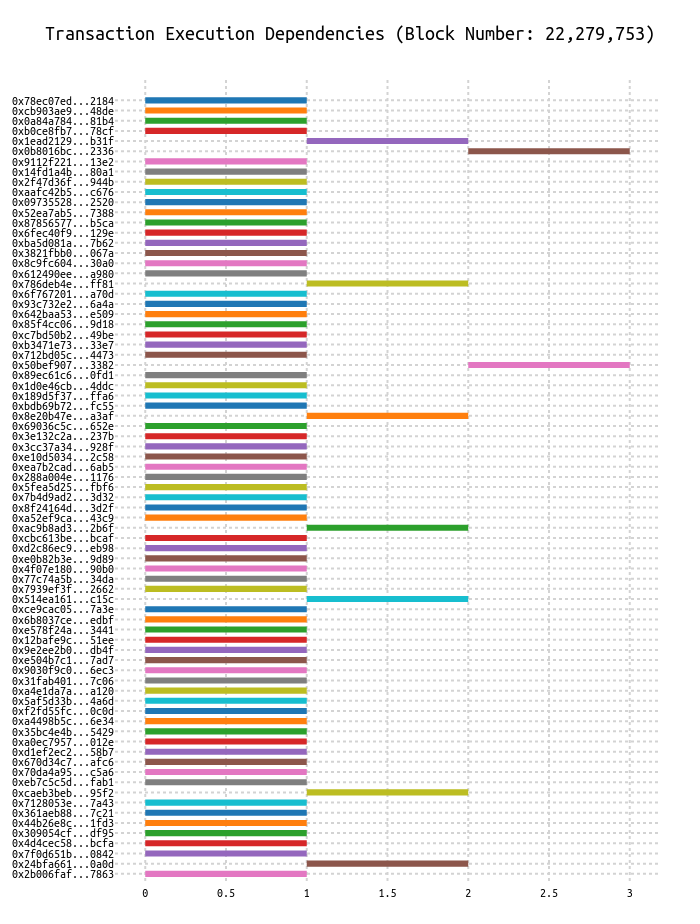 Transaction Execution Dependencies (Block Number: 22,279,753)
0x78ec07ed...2184
0xcb903ae9...48de
0x0a84a784...81b4
0xb0ce8fb7...78cf
0x1ead2129...b31f
0x0b8016bc...2336
0x9112f221...13e2
0x14fd1a4b...80a1
0x2f47d36f...944b
0xaafc42b5...c676
0x09735528...2520
0x52ea7ab5...7388
0x87856577...b5ca
0x6fec40f9...129e
0xba5d081a...7b62
0x3821fbb0...067a
0x8c9fc604...30a0
0x612490ee...a980
0x786deb4e...ff81
0x6f767201...a70d
0x93c732e2...6a4a
0x642baa53...e509
0x85f4cc06...9d18
0xc7bd50b2...49be
0xb3471e73...33e7
0x712bd05c...4473
0x50bef907...3382
0x89ec61c6...0fd1
0x1d0e46cb...4ddc
0x189d5f37...ffa6
0xbdb69b72...fc55
0x8e20b47e...a3af
0x69036c5c...652e
0x3e132c2a...237b
0x3cc37a34...928f
0xe10d5034...2c58
0xea7b2cad...6ab5
0x288a004e...1176
0x5fea5d25...fbf6
0x7b4d9ad2...3d32
0x8f24164d...3d2f
0xa52ef9ca...43c9
0xac9b8ad3...2b6f
0xcbc613be...bcaf
0xd2c86ec9...eb98
0xe0b82b3e...9d89
0x4f07e180...90b0
0x77c74a5b...34da
0x7939ef3f...2662
0x514ea161...c15c
0xce9cac05...7a3e
0x6b8037ce...edbf
0xe578f24a...3441
0x12bafe9c...51ee
0x9e2ee2b0...db4f
0xe504b7c1...7ad7
0x9030f9c0...6ec3
0x31fab401...7c06
0xa4e1da7a...a120
0x5af5d33b...4a6d
0xf2fd55fc...0c0d
0xa4498b5c...6e34
0x35bc4e4b...5429
0xa0ec7957...012e
0xd1ef2ec2...58b7
0x670d34c7...afc6
0x70da4a95...c5a6
0xeb7c5c5d...fab1
0xcaeb3beb...95f2
0x7128053e...7a43
0x361aeb88...7c21
0x44b26e8c...1fd3
0x309054cf...df95
0x4d4cec58...bcfa
0x7f0d651b...0842
0x24bfa661...0a0d
0x2b006faf...7863
0 0.5 1 1.5 2 2.5 3